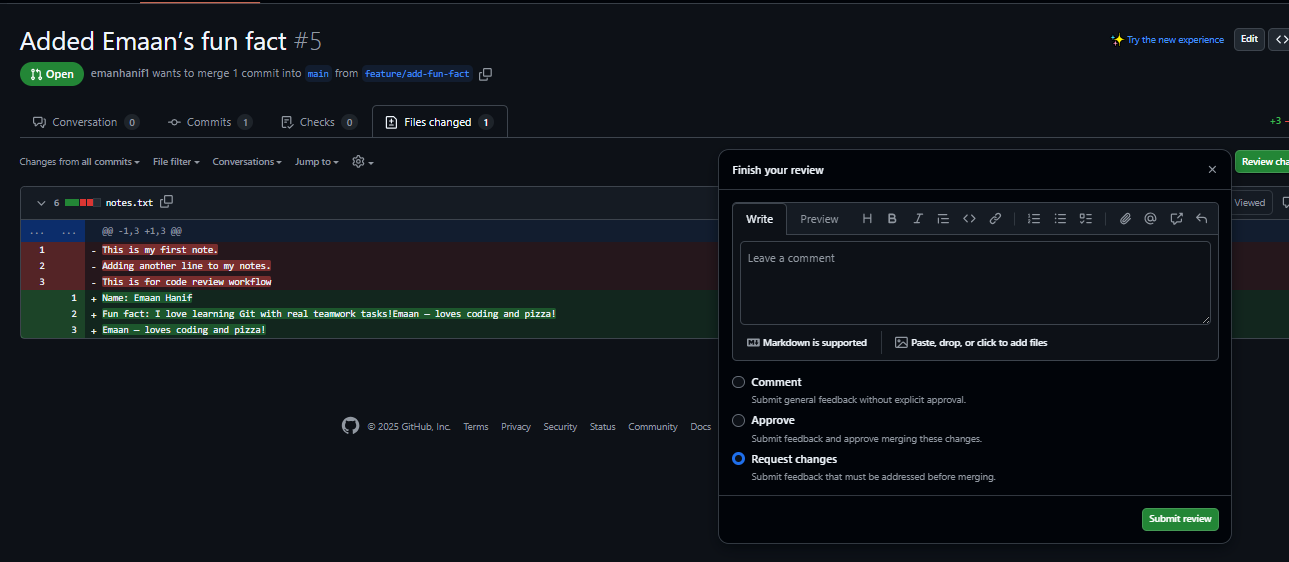 Added Emaan’s fun fact #5
✨ Try the new experience Edit
Open emanhanif1 wants to merge 1 commit into main from feature/add-fun-fact
Conversation 0 Commits 1 Checks 0 Files changed 1
+3 −
Changes from all commits File filter Conversations Jump to
Finish your review
Review
6 notes.txt
Viewed
Write Preview
... ... @@ -1,3 +1,3 @@
1 - This is my first note.
2 - Adding another line to my notes.
3 - This is for code review workflow
1 + Name: Emaan Hanif
2 + Fun fact: I love learning Git with real teamwork tasks!Emaan – loves coding and pizza!
3 + Emaan – loves coding and pizza!
Leave a comment
Markdown is supported
Paste, drop, or click to add files
Comment
Submit general feedback without explicit approval.
Approve
Submit feedback and approve merging these changes.
Request changes
Submit feedback that must be addressed before merging.
Submit review
© 2025 GitHub, Inc. Terms Privacy Security Status Community Docs